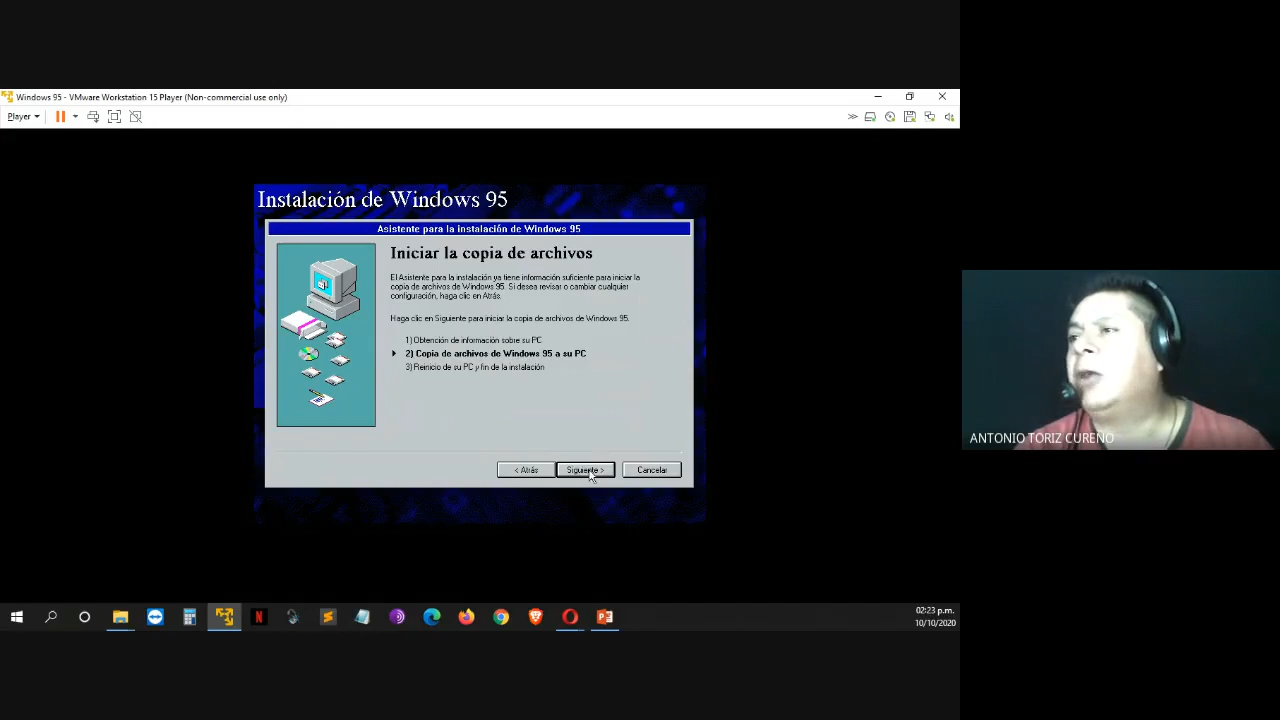 Windows 95 - VMware Workstation 15 Player (Non-commercial use only)
Player
Instalación de Windows 95
Asistente para la instalación de Windows 95
Iniciar la copia de archivos
El Asistente para la instalación ya tiene información suficiente para iniciar la
copia de archivos de Windows 95. Si desea revisar o cambiar cualquier
configuración, haga clic en Atrás.
Haga clic en Siguiente para iniciar la copia de archivos de Windows 95.
1) Obtención de información sobre su PC
2) Copia de archivos de Windows 95 a su PC
3) Reinicio de su PC y fin de la instalación
< Atrás
Siguiente >
Cancelar
ANTONIO TORIZ CUREÑO
02:23 p.m.
10/10/2020